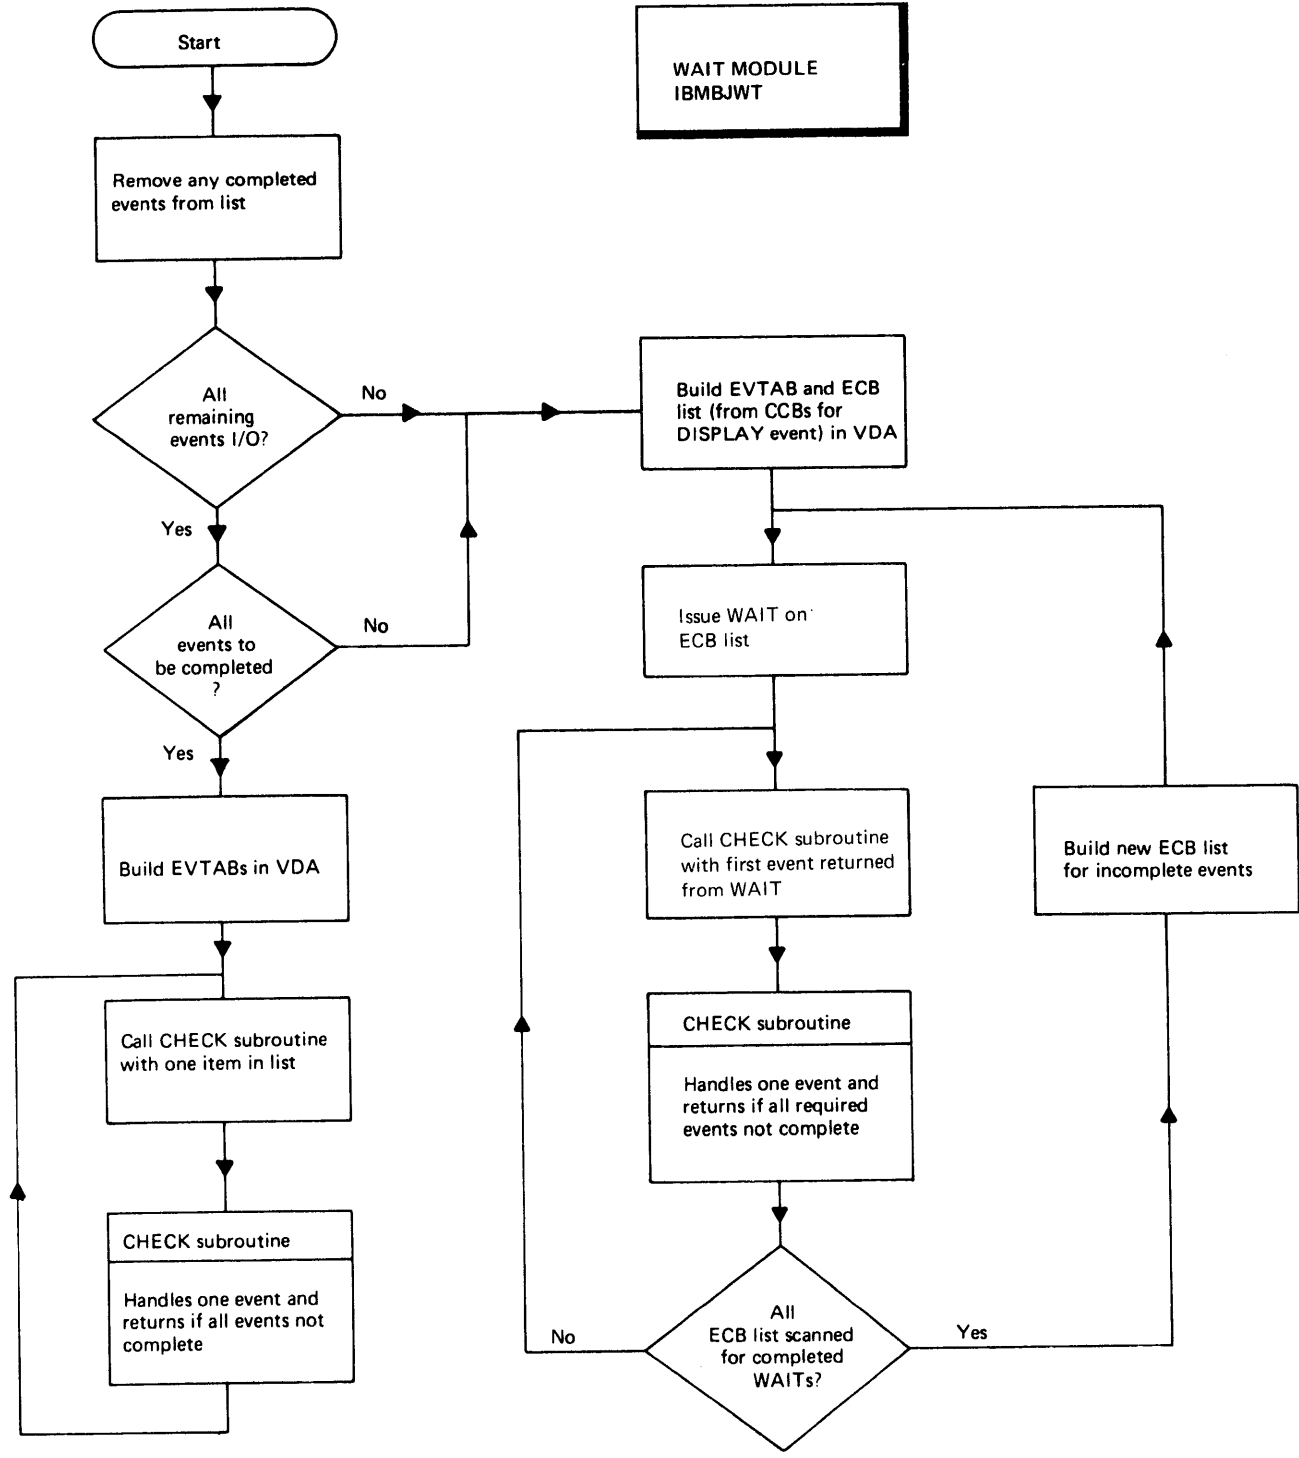 Start
WAIT MODULE
IBMBJWT
Remove any completed
events from list
All
remaining
events I/O?
No
Yes
All
events to
be completed
?
No
Yes
Build EVTABs in VDA
Call CHECK subroutine
with one item in list
CHECK subroutine
Handles one event and
returns if all events not
complete
Build EVTAB and ECB
list (from CCBs for
DISPLAY event) in VDA
Issue WAIT on
ECB list
Call CHECK subroutine
with first event returned
from WAIT
CHECK subroutine
Handles one event and
returns if all required
events not complete
All
ECB list scanned
for completed
WAITs?
No
Yes
Build new ECB list
for incomplete events